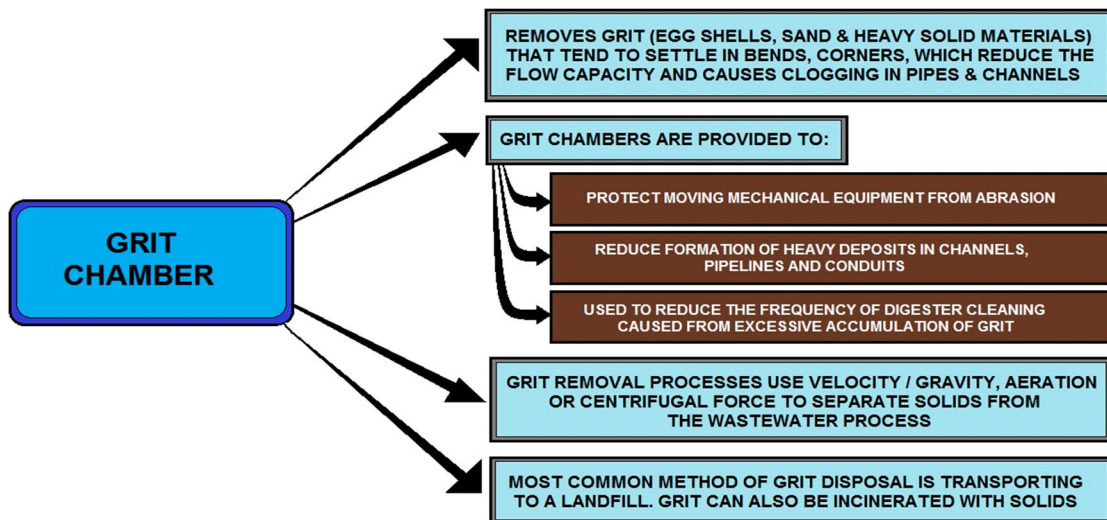 REMOVES GRIT (EGG SHELLS, SAND & HEAVY SOLID MATERIALS)
THAT TEND TO SETTLE IN BENDS, CORNERS, WHICH REDUCE THE
FLOW CAPACITY AND CAUSES CLOGGING IN PIPES & CHANNELS
GRIT CHAMBERS ARE PROVIDED TO:
PROTECT MOVING MECHANICAL EQUIPMENT FROM ABRASION
GRIT
CHAMBER
REDUCE FORMATION OF HEAVY DEPOSITS IN CHANNELS,
PIPELINES AND CONDUITS
USED TO REDUCE THE FREQUENCY OF DIGESTER CLEANING
CAUSED FROM EXCESSIVE ACCUMULATION OF GRIT
GRIT REMOVAL PROCESSES USE VELOCITY / GRAVITY, AERATION
OR CENTRIFUGAL FORCE TO SEPARATE SOLIDS FROM
THE WASTEWATER PROCESS
MOST COMMON METHOD OF GRIT DISPOSAL IS TRANSPORTING
TO A LANDFILL. GRIT CAN ALSO BE INCINERATED WITH SOLIDS